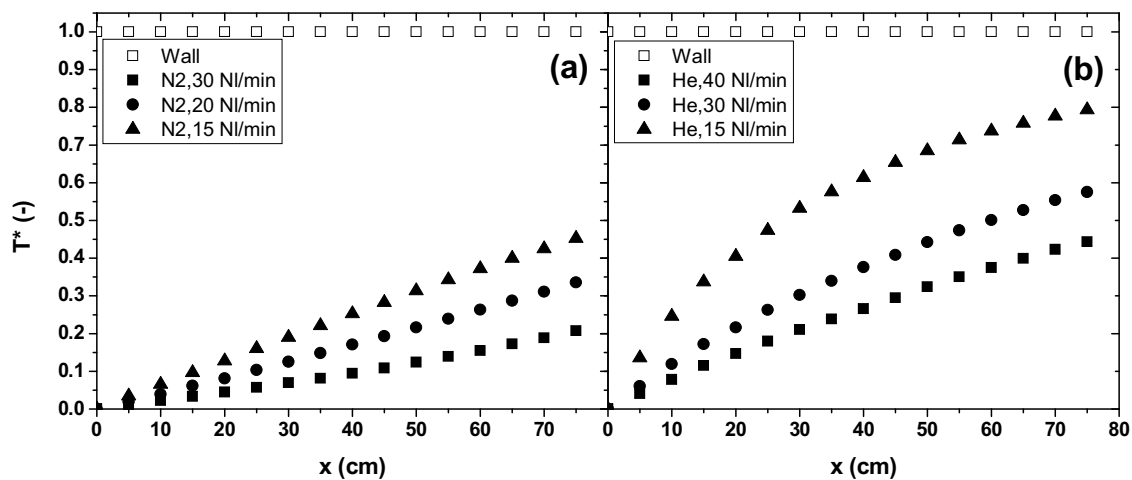 1.0
0.9
0.8
0.7
0.6
0.5
0.4
0.3
0.2
0.1
0.0
T* (-)
Wall
N2,30 Nl/min
N2,20 Nl/min
N2,15 Nl/min
(a)
0 10 20 30 40 50 60 70
x (cm)
Wall
He,40 Nl/min
He,30 Nl/min
He,15 Nl/min
(b)
0 10 20 30 40 50 60 70 80
x (cm)